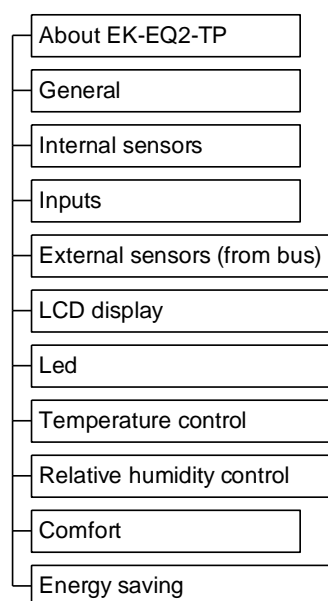 About EK-EQ2-TP
General
Internal sensors
Inputs
External sensors (from bus)
LCD display
Led
Temperature control
Relative humidity control
Comfort
Energy saving